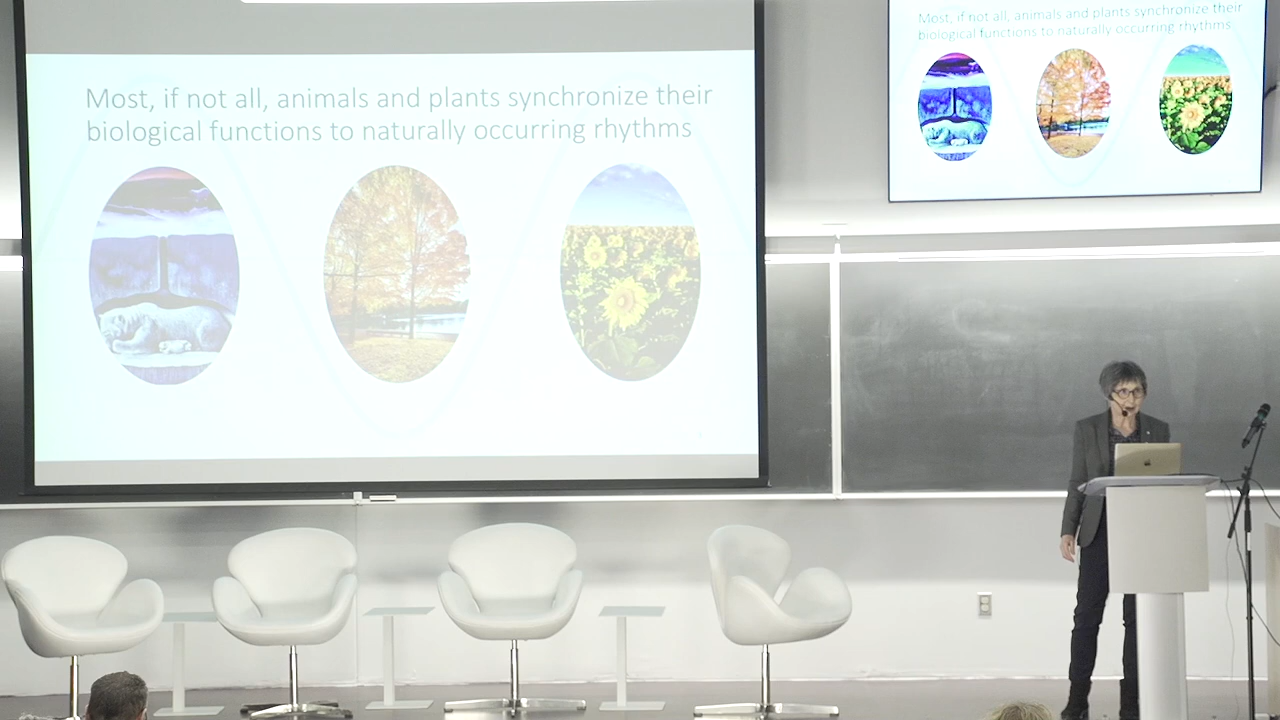 Most, if not all, animals and plants synchronize their
biological functions to naturally occurring rhythms
Most, if not all, animals and plants synchronize their
biological functions to naturally occurring rhythms